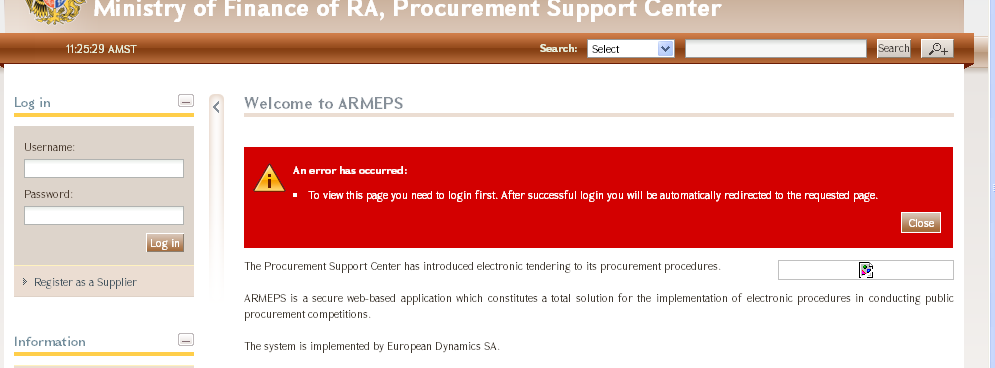 Ministry of Finance of RA, Procurement Support Center
11:25:29 AMST
Search: Select Search
Log in
Username:
Password:
Log in
Register as a Supplier
Information
Welcome to ARMEPS
An error has occurred:
To view this page you need to login first. After successful login you will be automatically redirected to the requested page.
Close
The Procurement Support Center has introduced electronic tendering to its procurement procedures.
ARMEPS is a secure web-based application which constitutes a total solution for the implementation of electronic procedures in conducting public
procurement competitions.
The system is implemented by European Dynamics SA.